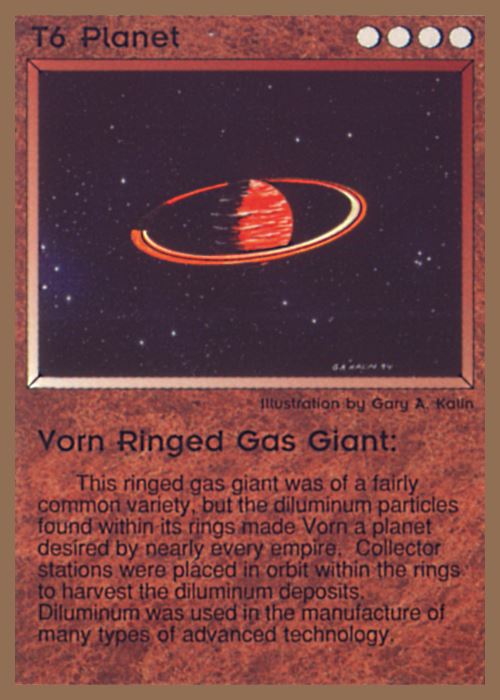 T6 Planet
GA KALIN 94
Illustration by Gary A. Kalin
Vorn Ringed Gas Giant:
This ringed gas giant was of a fairly
common variety, but the diluminum particles
found within its rings made Vorn a planet
desired by nearly every empire. Collector
stations were placed in orbit within the rings
to harvest the diluminum deposits.
Diluminum was used in the manufacture of
many types of advanced technology.